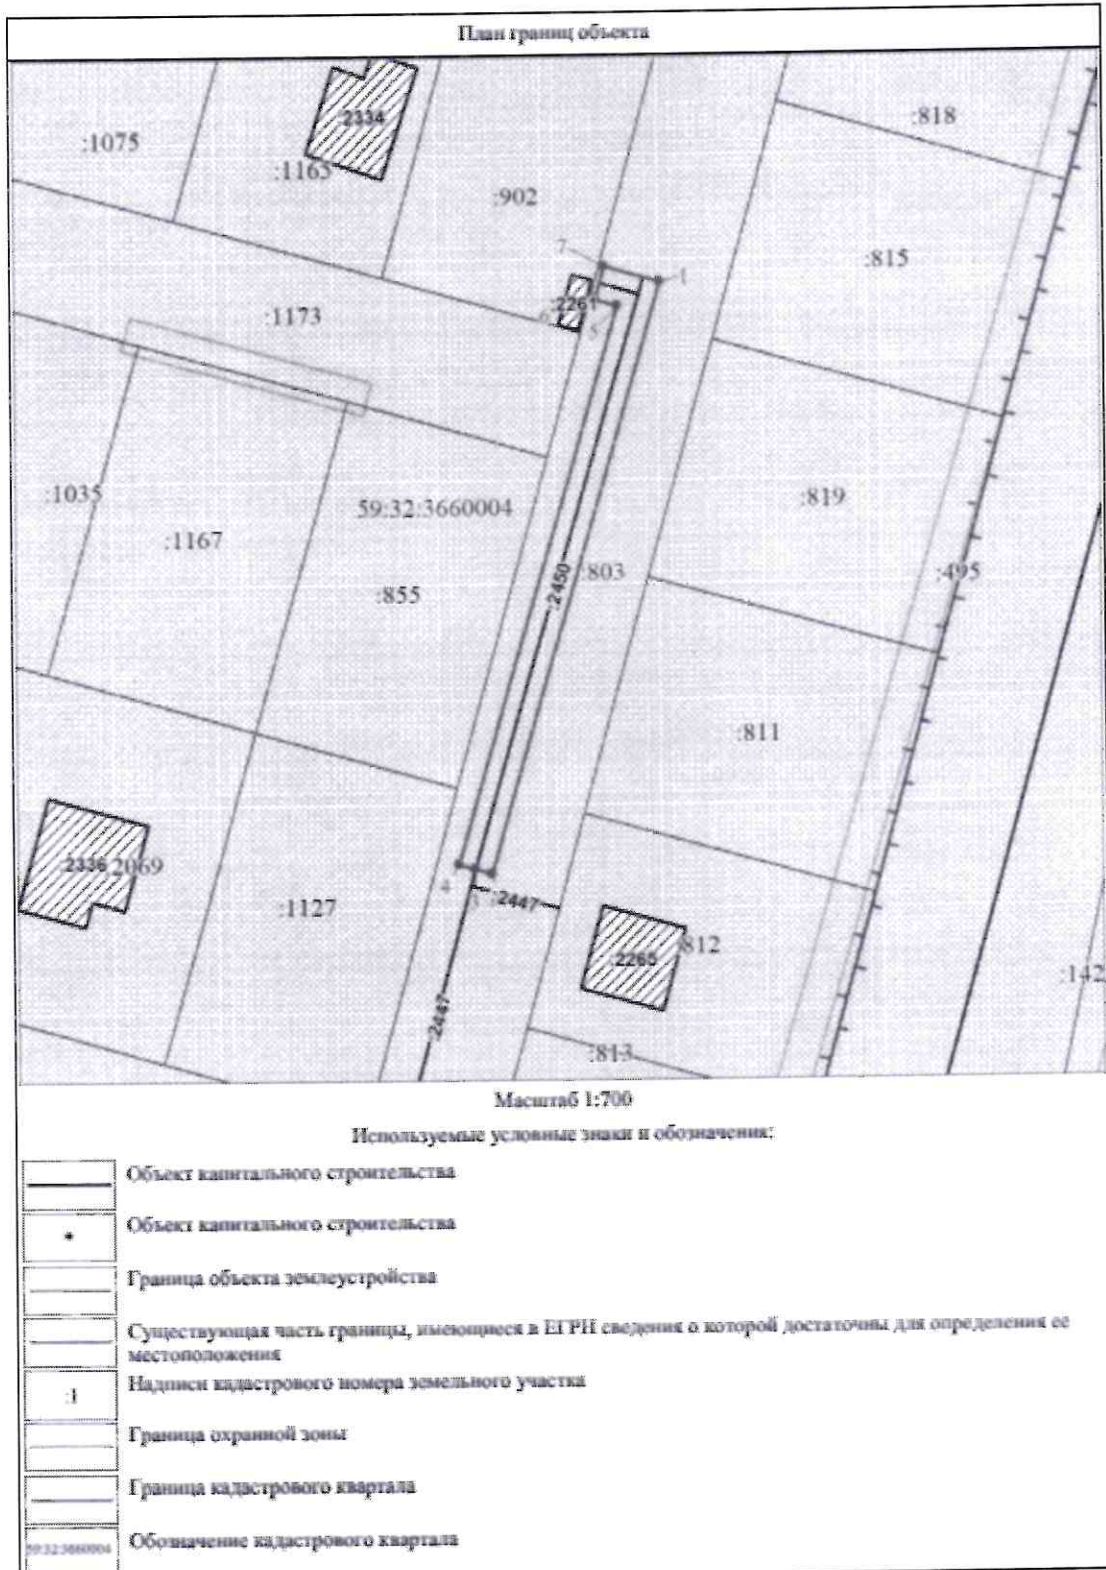 План границ объекта
:818
:2334
:1075
:1165
:902
7
:815
1
:2261
6
5
:1173
:1035
59:32:3660004
:819
:1167
:803
:495
:2450
:855
:811
:2336
:2069
4
3
:2447
:1127
:812
:2265
:142
:2447
:813
Масштаб 1:700
Используемые условные знаки и обозначения:
Объект капитального строительства
Объект капитального строительства
Граница объекта землеустройства
Существующая часть границы, имеющиеся в ЕГРН сведения о которой достаточны для определения ее
местоположения
:1
Надписи кадастрового номера земельного участка
Граница охранной зоны
Граница кадастрового квартала
59:32:3660004
Обозначение кадастрового квартала